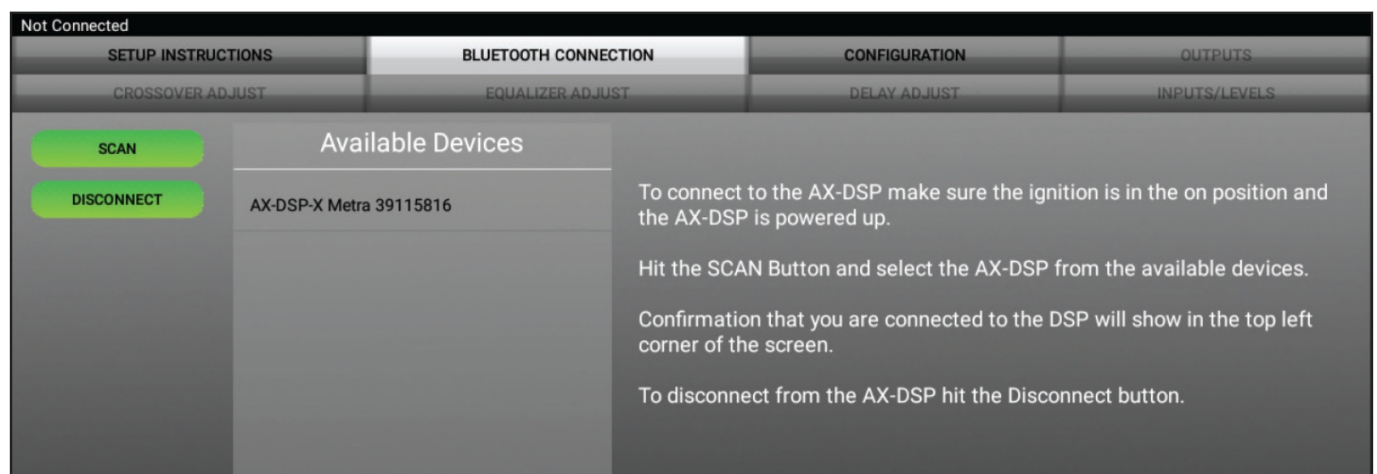 Not Connected
SETUP INSTRUCTIONS
BLUETOOTH CONNECTION
CONFIGURATION
OUTPUTS
CROSSOVER ADJUST
EQUALIZER ADJUST
DELAY ADJUST
INPUTS/LEVELS
SCAN
DISCONNECT
Available Devices
AX-DSP-X Metra 39115816
To connect to the AX-DSP make sure the ignition is in the on position and
the AX-DSP is powered up.
Hit the SCAN Button and select the AX-DSP from the available devices.
Confirmation that you are connected to the DSP will show in the top left
corner of the screen.
To disconnect from the AX-DSP hit the Disconnect button.